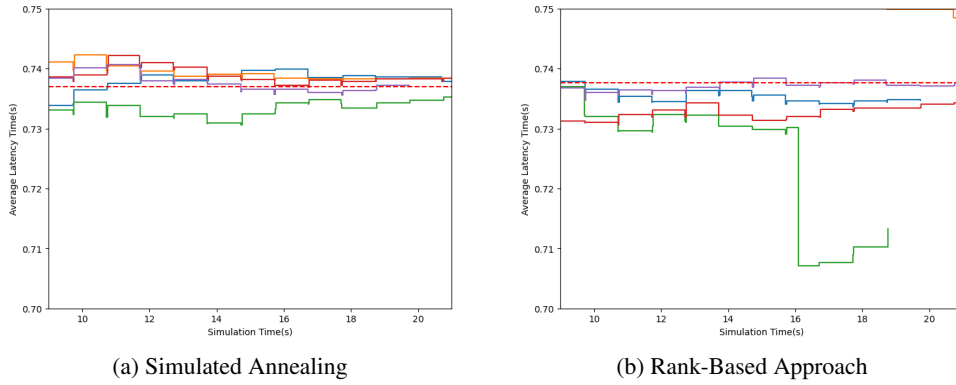 0.75
0.74
0.73
0.72
0.71
0.70
Average Latency Time(s)
10 12 14 16 18 20
Simulation Time(s)
(a) Simulated Annealing
0.75
0.74
0.73
0.72
0.71
0.70
Average Latency Time(s)
10 12 14 16 18 20
Simulation Time(s)
(b) Rank-Based Approach